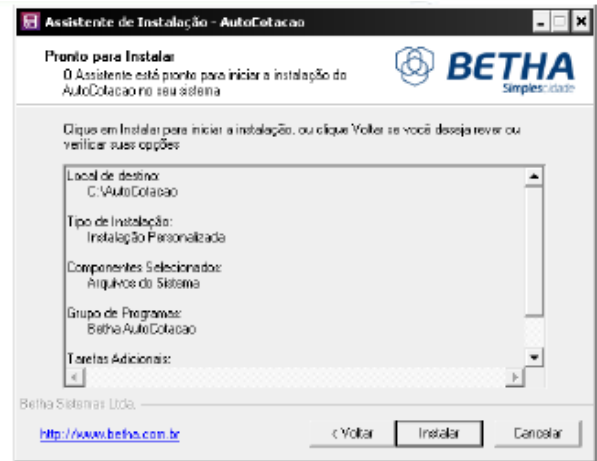 Assistente de Instalação - AutoCotacao
Pronto para Instalar
O Assistente está pronto para iniciar a instalação do
AutoCotacao no seu sistema
BETHA
Simplescidade
Clique em Instalar para iniciar a instalação, ou clique Voltar se você deseja rever ou
verificar suas opções
Local de destino:
C:\AutoCotacao
Tipo de Instalação:
Instalação Personalizada
Componentes Selecionados:
Arquivos do Sistema
Grupo de Programas:
Betha AutoCotacao
Tarefas Adicionais:
Betha Sistemas Ltda.
http://www.betha.com.br
< Voltar
Instalar
Cancelar